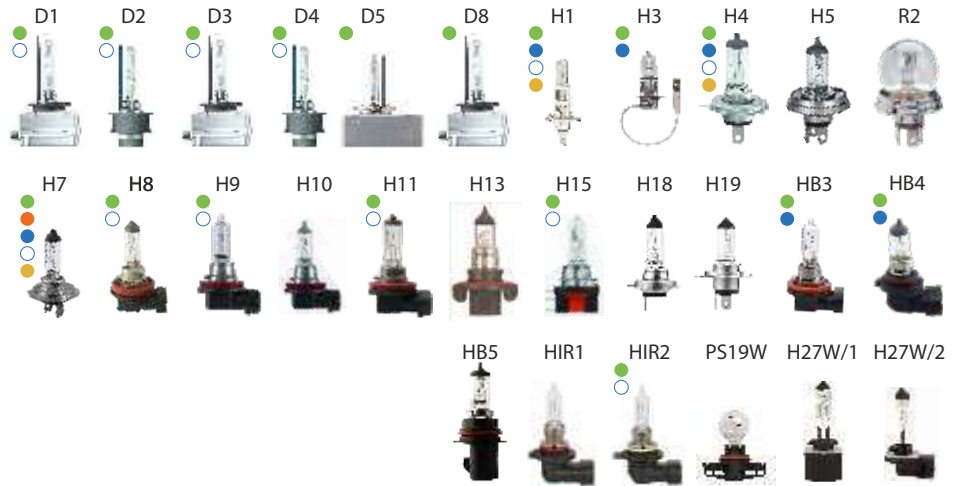 D1 D2 D3 D4 D5 D8 H1 H3 H4 H5 R2
H7 H8 H9 H10 H11 H13 H15 H18 H19 HB3 HB4
HB5 HIR1 HIR2 PS19W H27W/1 H27W/2